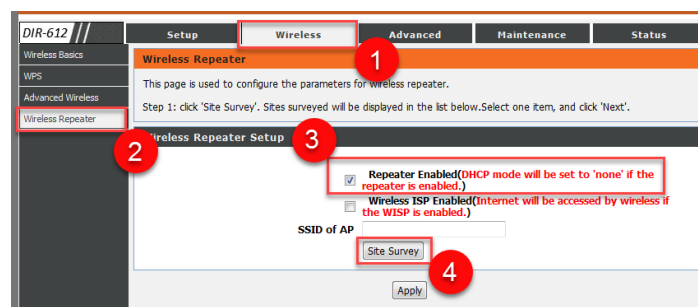 DIR-612 Setup Wireless Advanced Maintenance Status
Wireless Basics
WPS
Advanced Wireless
Wireless Repeater
1
2
Wireless Repeater
This page is used to configure the parameters for wireless repeater.
Step 1: click 'Site Survey'. Sites surveyed will be displayed in the list below.Select one item, and click 'Next'.
Wireless Repeater Setup
3
Repeater Enabled(DHCP mode will be set to 'none' if the
repeater is enabled.)
Wireless ISP Enabled(Internet will be accessed by wireless if
the WISP is enabled.)
SSID of AP
Site Survey
4
Apply